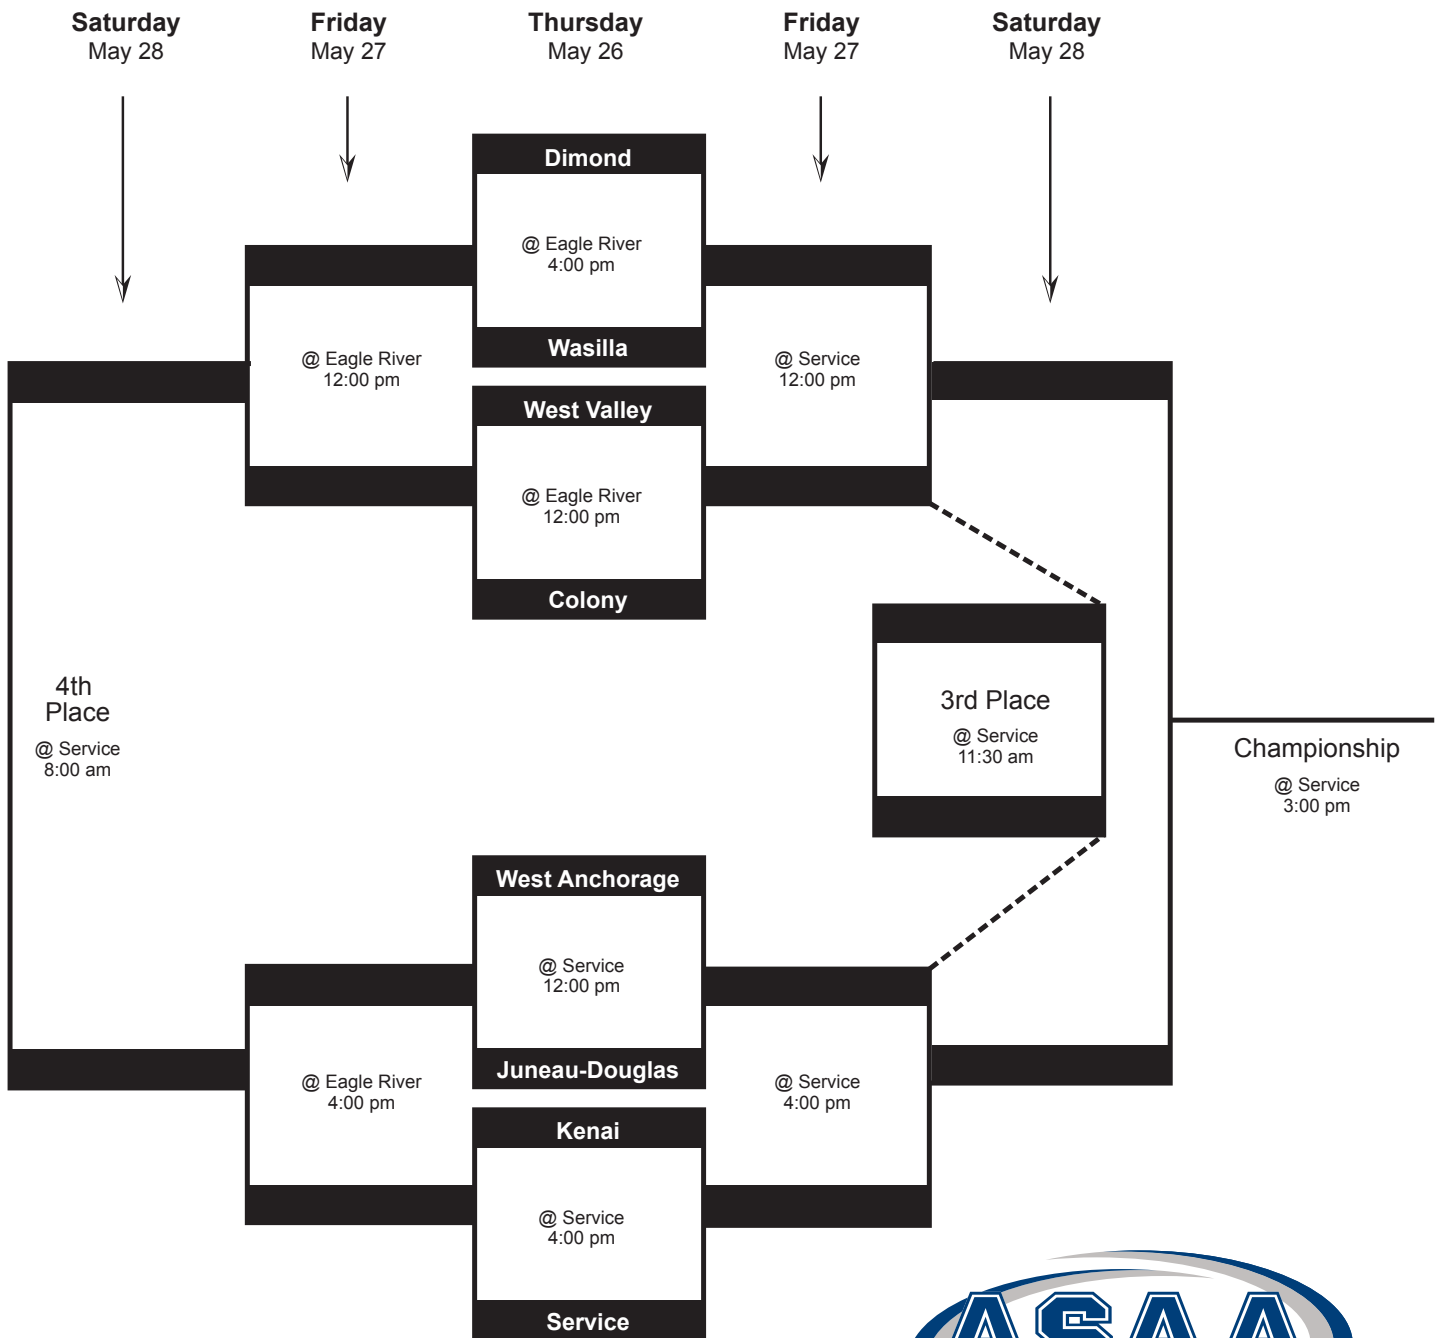 Saturday
May 28
Friday
May 27
Thursday
May 26
Friday
May 27
Saturday
May 28
Dimond
@ Eagle River
4:00 pm
Wasilla
@ Eagle River
12:00 pm
@ Service
12:00 pm
West Valley
@ Eagle River
12:00 pm
Colony
4th
Place
@ Service
8:00 am
3rd Place
@ Service
11:30 am
Championship
@ Service
3:00 pm
West Anchorage
@ Service
12:00 pm
Juneau-Douglas
@ Eagle River
4:00 pm
@ Service
4:00 pm
Kenai
@ Service
4:00 pm
Service
ASAA